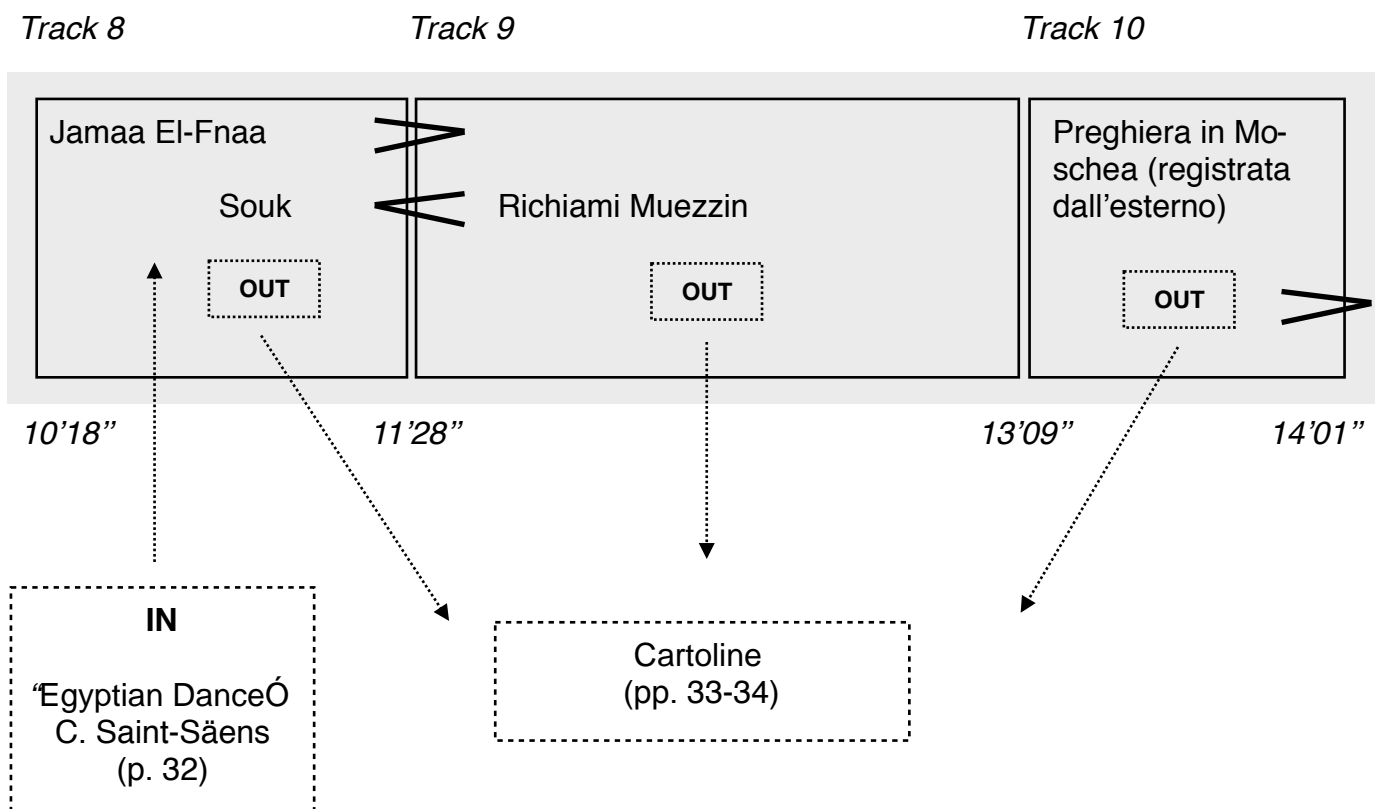 Track 8
Track 9
Track 10
Jamaa El-Fnaa
Souk
OUT
Richiami Muezzin
OUT
Preghiera in Mo-
schea (registrata
dall'esterno)
OUT
10'18”
11'28”
13'09”
14'01”
IN
“Egyptian DanceÓ
C. Saint-Säens
(p. 32)
Cartoline
(pp. 33-34)